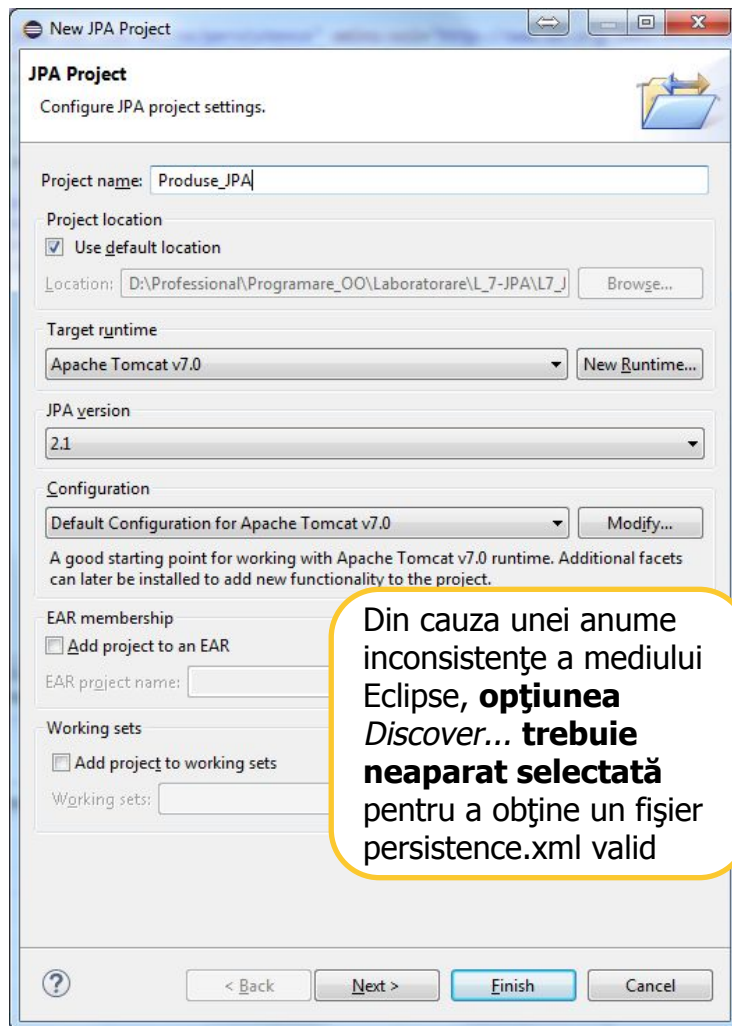 New JPA Project
JPA Project
Configure JPA project settings.
Project name: Produse_JPA
Project location
Use default location
Location: D:\Professional\Programare_OO\Laboratorare\L_7-JPA\L7_J Browse...
Target runtime
Apache Tomcat v7.0 New Runtime...
JPA version
2.1
Configuration
Default Configuration for Apache Tomcat v7.0 Modify...
A good starting point for working with Apache Tomcat v7.0 runtime. Additional facets
can later be installed to add new functionality to the project.
EAR membership
Add project to an EAR
EAR project name:
Working sets
Add project to working sets
Working sets:
Din cauza unei anume
inconsistenţe a mediului
Eclipse, opţiunea
Discover... trebuie
neaparat selectată
pentru a obţine un fişier
persistence.xml valid
? < Back Next > Finish Cancel